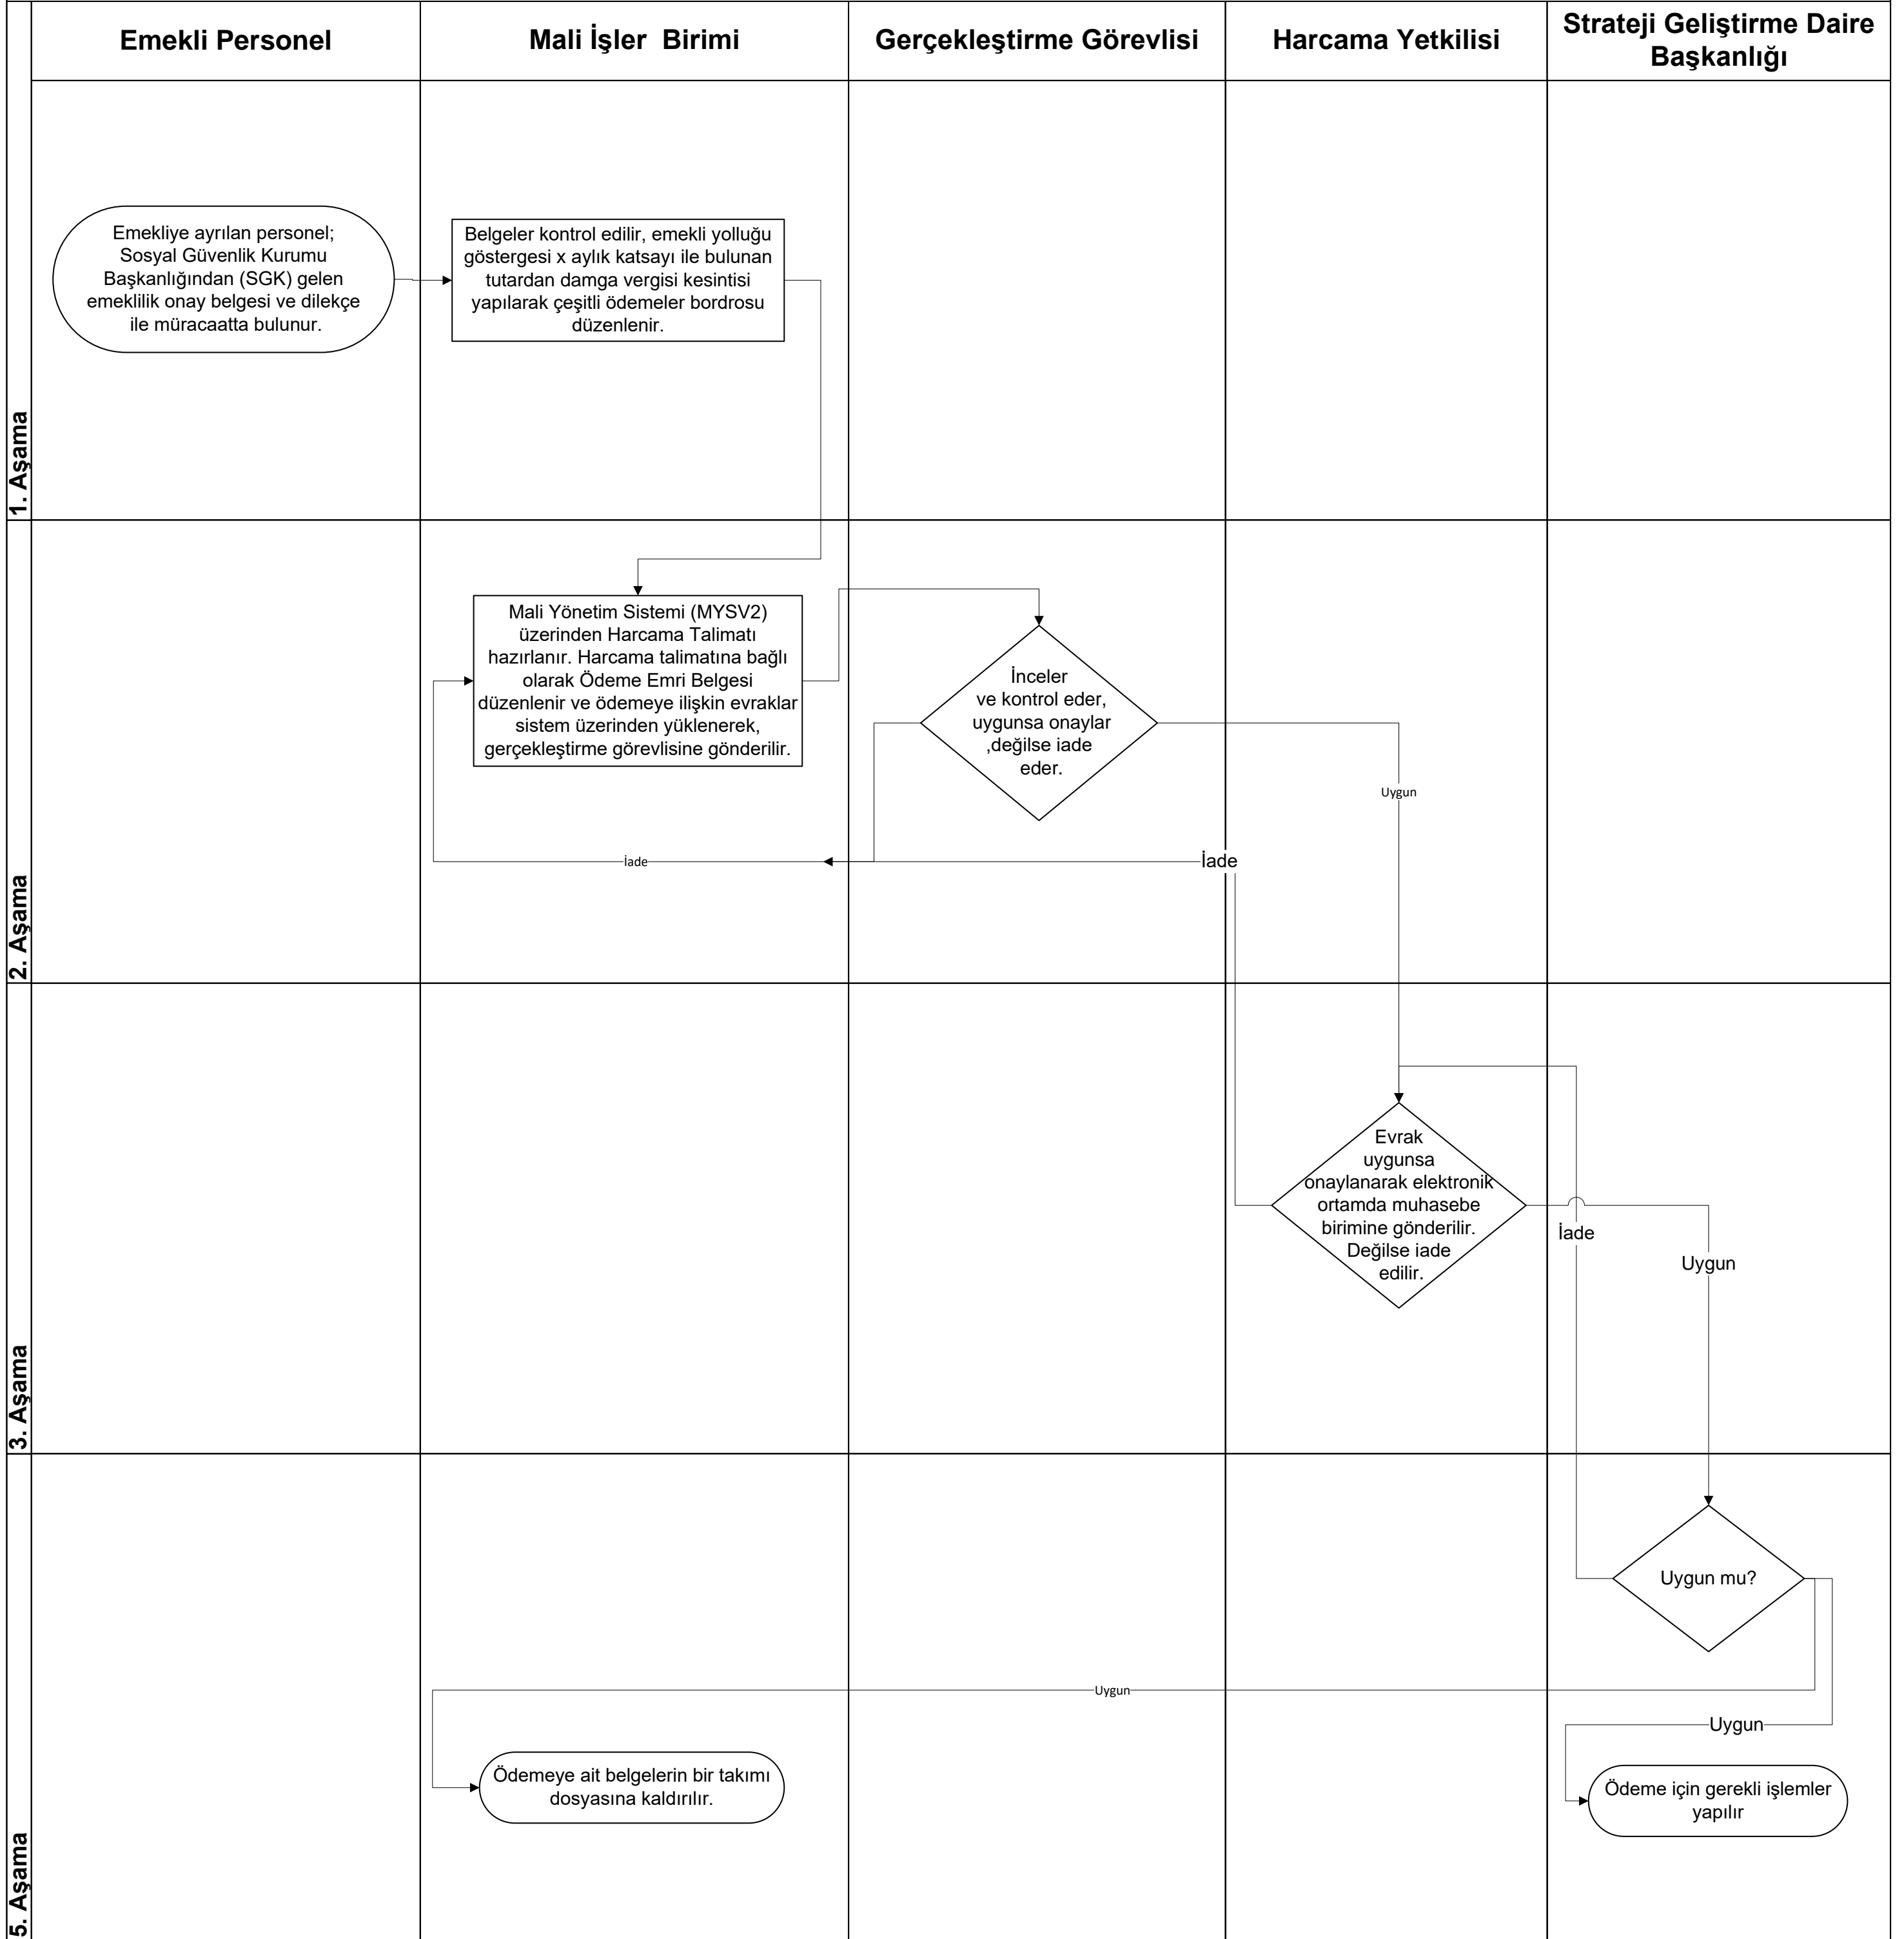 Emekli Personel
Mali İşler  Birimi
Gerçekleştirme Görevlisi
Harcama Yetkilisi
Strateji Geliştirme Daire
Başkanlığı
1. Aşama
Emekliye ayrılan personel;
Sosyal Güvenlik Kurumu
Başkanlığından (SGK) gelen
emeklilik onay belgesi ve dilekçe
ile müracaatta bulunur.
Belgeler kontrol edilir, emekli yolluğu
göstergesi x aylık katsayı ile bulunan
tutardan damga vergisi kesintisi
yapılarak çeşitli ödemeler bordrosu
düzenlenir.
2. Aşama
Mali Yönetim Sistemi (MYSV2)
üzerinden Harcama Talimatı
hazırlanır. Harcama talimatına bağlı
olarak Ödeme Emri Belgesi
düzenlenir ve ödemeye ilişkin evraklar
sistem üzerinden yüklenerek,
gerçekleştirme görevlisine gönderilir.
İnceler
ve kontrol eder,
uygunsa onaylar
,değilse iade
eder.
Uygun
İade
İade
3. Aşama
Evrak
uygunsa
onaylanarak elektronik
ortamda muhasebe
birimine gönderilir.
Değilse iade
edilir.
İade
Uygun
5. Aşama
Uygun mu?
Uygun
Uygun
Ödemeye ait belgelerin bir takımı
dosyasına kaldırılır.
Ödeme için gerekli işlemler
yapılır